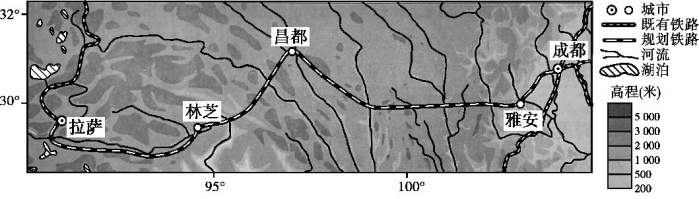 32°
30°
95°
100°
昌都
成都
林芝
拉萨
雅安
城市
既有铁路
规划铁路
河流
湖泊
高程(米)
5 000
3 000
2 000
1 000
500
200